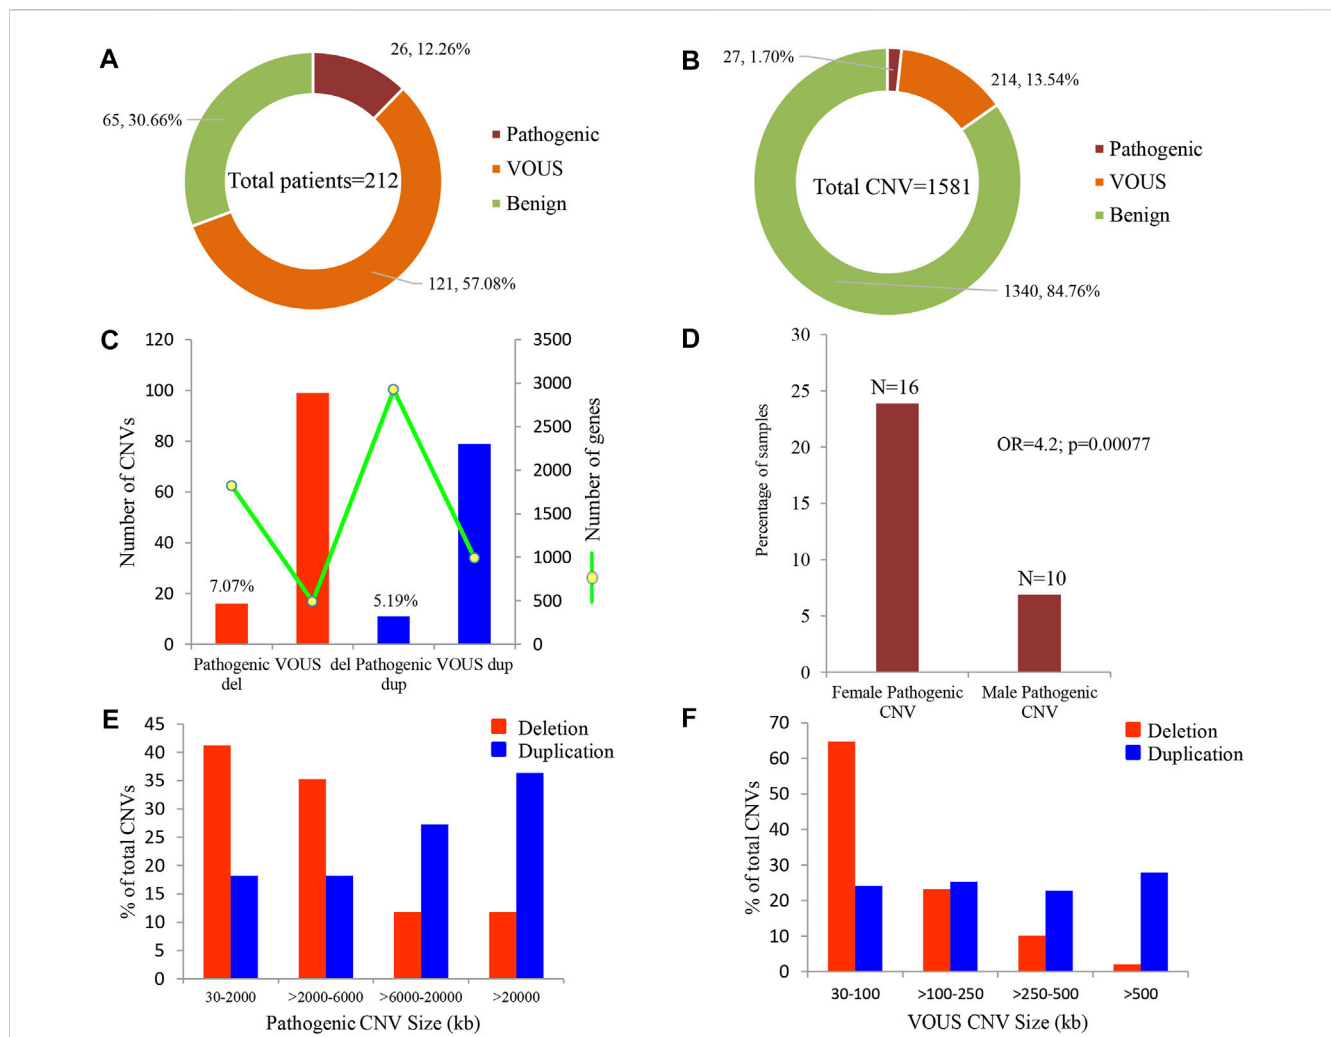 A
26, 12.26%
65, 30.66%
Total patients=212
121, 57.08%
Pathogenic
VOUS
Benign
B
27, 1.70%
214, 13.54%
Total CNV=1581
1340, 84.76%
Pathogenic
VOUS
Benign
C
Number of CNVs
120
100
80
60
40
20
0
7.07%
5.19%
3500
3000
2500
2000
1500
1000
500
0
Number of genes
Pathogenic VOUS del Pathogenic VOUS dup
del dup
D
Percentage of samples
30
25
20
15
10
5
0
N=16
N=10
OR=4.2; p=0.00077
Female Pathogenic Male Pathogenic
CNV CNV
E
% of total CNVs
45
40
35
30
25
20
15
10
5
0
Deletion
Duplication
30-2000 >2000-6000 >6000-20000 >20000
Pathogenic CNV Size (kb)
F
% of total CNVs
70
60
50
40
30
20
10
0
Deletion
Duplication
30-100 >100-250 >250-500 >500
VOUS CNV Size (kb)